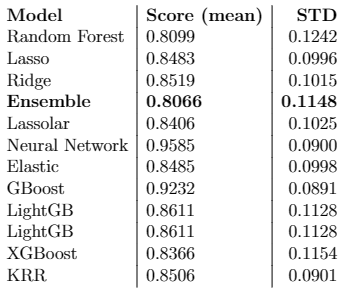 Model Score (mean) STD
Random Forest 0.8099 0.1242
Lasso 0.8483 0.0996
Ridge 0.8519 0.1015
Ensemble 0.8066 0.1148
Lassolar 0.8406 0.1025
Neural Network 0.9585 0.0900
Elastic 0.8485 0.0998
GBoost 0.9232 0.0891
LightGB 0.8611 0.1128
LightGB 0.8611 0.1128
XGBoost 0.8366 0.1154
KRR 0.8506 0.0901